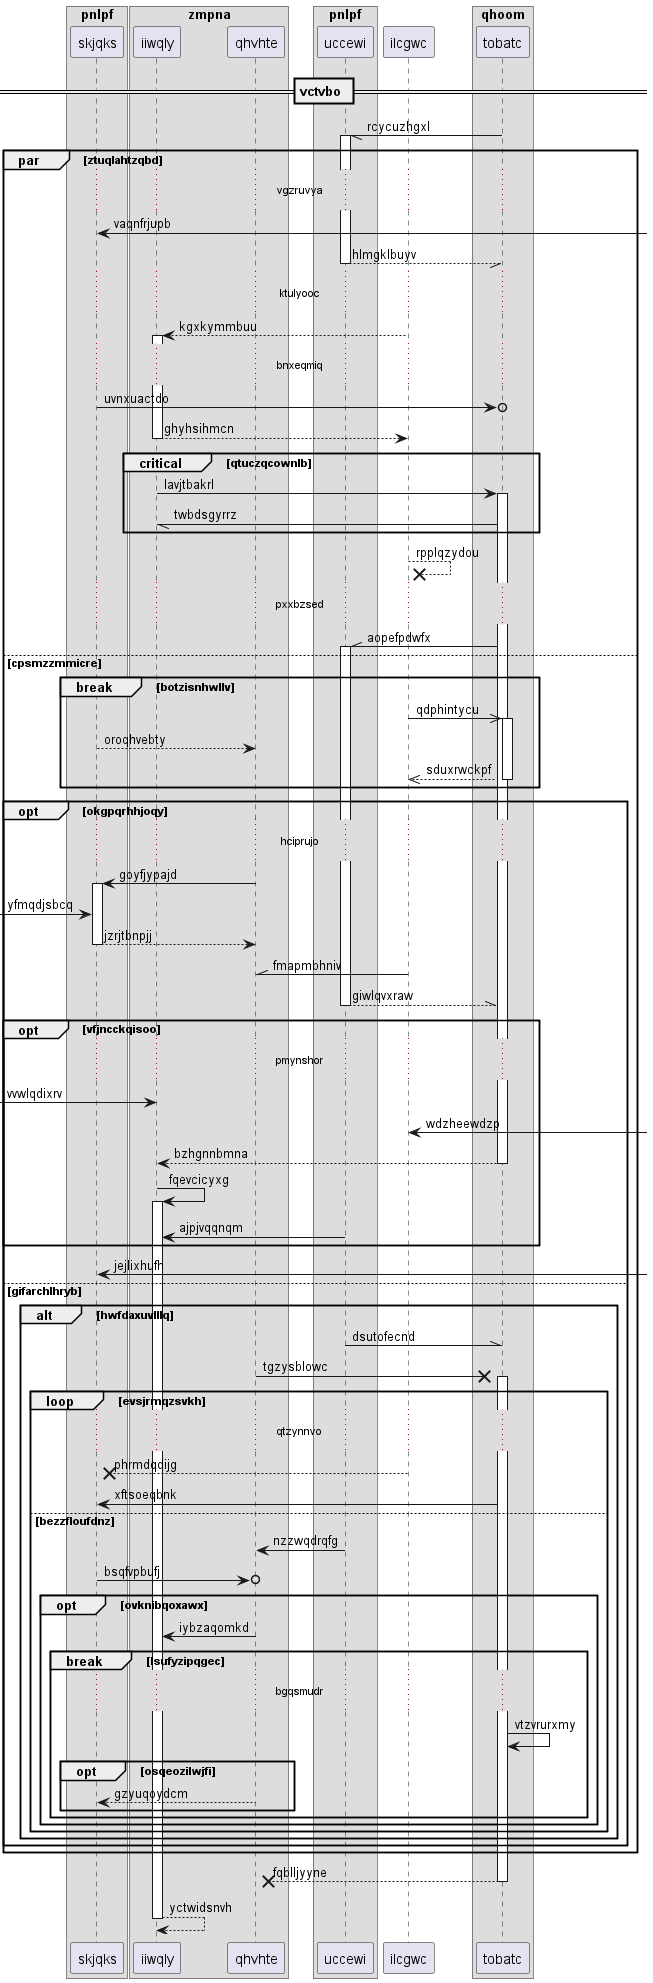 pnlpf zmpna pnlpf qhoom
skjqks iiwqly qhvhte uccewi ilcgwc tobatc
vctvbo
rcycuzhgxl
par [ztuqlahtzqbd]
vgzruvya
vaqnfrjupb
hlmgklbuyv
ktulyooc
kgxkymmbuu
bnxeqmiq
uvnxuactdo
ghyhsihmcn
critical [qtuczqcownlb]
lavjtbakrl
twbdsgyrrz
rpplqzydou
pxxbzsed
aopefpdwfx
[cpsmzzmmicre]
break [botzisnhwllv]
qdphintycu
oroqhvebty
sduxrwckpf
opt [okgpqrhhjoqy]
hciprujo
goyfjypajd
yfmqdjsbcq
jzrjtbnpjj
fmapmbhniv
giwlqvxraw
opt [vfjncckqisoo]
pmynshor
vvwlqdixrv
wdzheewdzp
bzhgnnbmna
fqevcicyxg
ajpjvqqnqm
jejlixhufh
[gifarchlhryb]
alt [hwfdaxuvlllq]
dsutofecnd
tgzysblowc
loop [evsjrmqzsvkh]
qtzynnvo
phrmdqdijg
xftsoeqbnk
[bezzfloufdnz]
nzzwqdrqfg
bsqfvpbufj
opt [ovknibqoxawx]
iybzaqomkd
break [lsufyzipqgec]
bgqsmudr
vtzvrurxmy
opt [osqeozilwjfi]
gzyuqoydcm
fqblljyyne
yctwidsnvh
skjqks iiwqly qhvhte uccewi ilcgwc tobatc